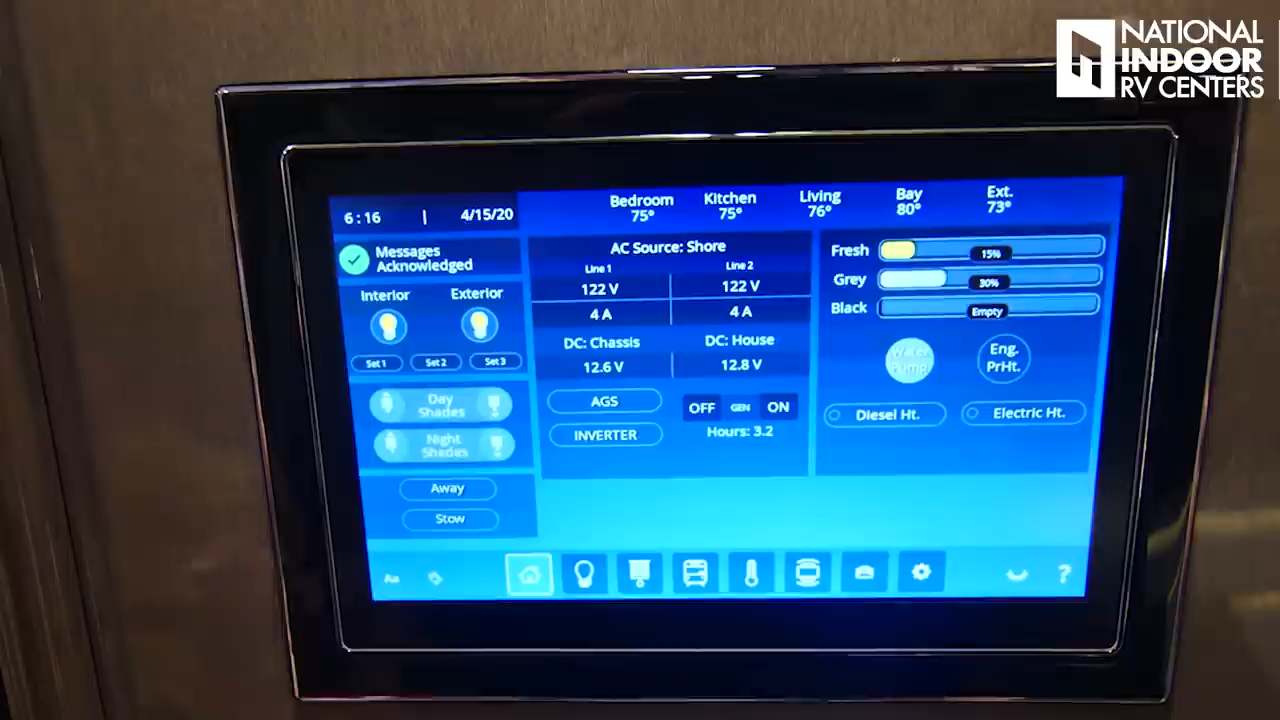 NATIONAL
INDOOR
RV CENTERS
6:16 | 4/15/20
Bedroom
75°
Kitchen
75°
Living
76°
Bay
80°
Ext.
73°
Messages
Acknowledged
Interior
Exterior
Set 1
Set 2
Set 3
Day
Shades
Night
Shades
Away
Stow
AC Source: Shore
Line 1
Line 2
122 V
122 V
4 A
4 A
DC: Chassis
DC: House
12.6 V
12.8 V
AGS
INVERTER
OFF GEN ON
Hours: 3.2
Fresh
15%
Grey
30%
Black
Empty
Water
Pump
Eng.
PrHt.
Diesel Ht.
Electric Ht.
Aa
?